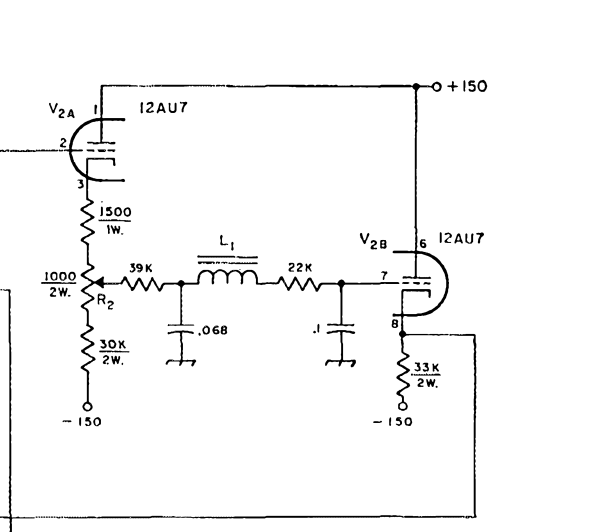 +150
V2A
1
12AU7
2
3
1500
1W.
L1
V2B
6
12AU7
1000
2W.
R2
39K
22K
7
.068
.1
8
30K
2W.
33K
2W.
-150
-150